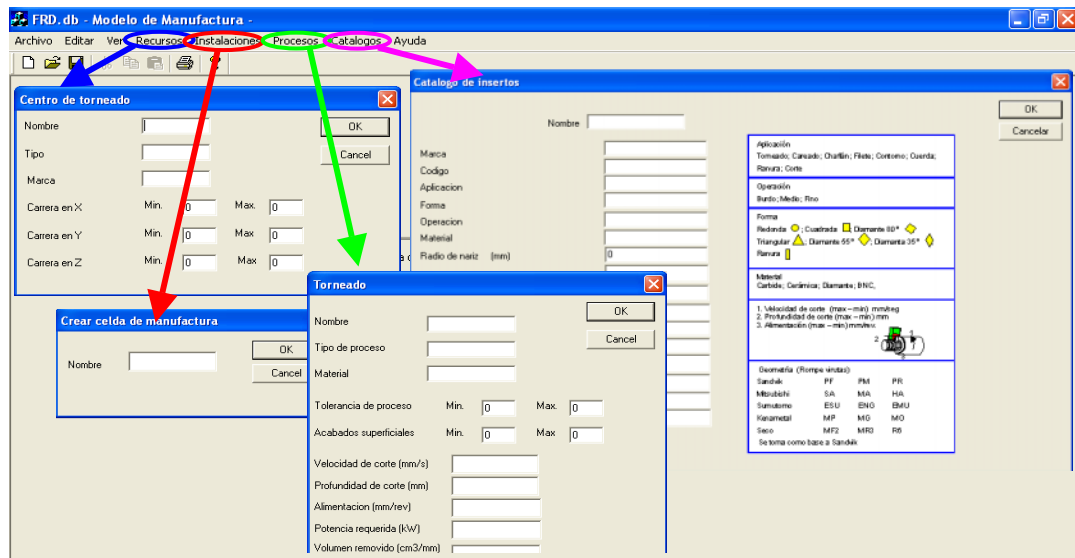 FRD.db - Modelo de Manufactura -
Archivo Editar Ver Recursos Instalaciones Procesos Catalogos Ayuda
Centro de torneado
Nombre
OK
Tipo
Cancel
Marca
Carrera en X Min. 0 Max. 0
Carrera en Y Min. 0 Max 0
Carrera en Z Min. 0 Max 0
Crear celda de manufactura
Nombre
OK
Cancel
Torneado
Nombre
OK
Tipo de proceso
Cancel
Material
Tolerancia de proceso Min. 0 Max. 0
Acabados superficiales Min. 0 Max 0
Velocidad de corte (mm/s)
Profundidad de corte (mm)
Alimentacion (mm/rev)
Potencia requerida (kW)
Volumen removido (cm3/mm)
Catalogo de insertos
OK
Cancelar
Nombre
Marca
Codigo
Aplicacion
Forma
Operacion
Material
Radio de nariz (mm) 0
Aplicación
Torneado; Careado; Chaflán; Filete; Contorno; Cuerda;
Ranura; Corte
Operación
Burdo; Medio; Fino
Forma
Redonda ; Cuadrada ; Diamante 80°
Triangular ; Diamante 55° ; Diamante 35°
Ranura
Material
Carbide; Cerámica; Diamante; BNC,
1. Velocidad de corte (max – min) mm/seg
2. Profundidad de corte (max – min) mm
3. Alimentación (max – min) mm/rev.
2
1
3
Geometría (Rompe virutas)
Sandvik PF PM PR
Mitsubishi SA MA HA
Sumutomo ESU ENG EMU
Kenametal MP MG MO
Seco MF2 MR3 R6
Se toma como base a Sandvik